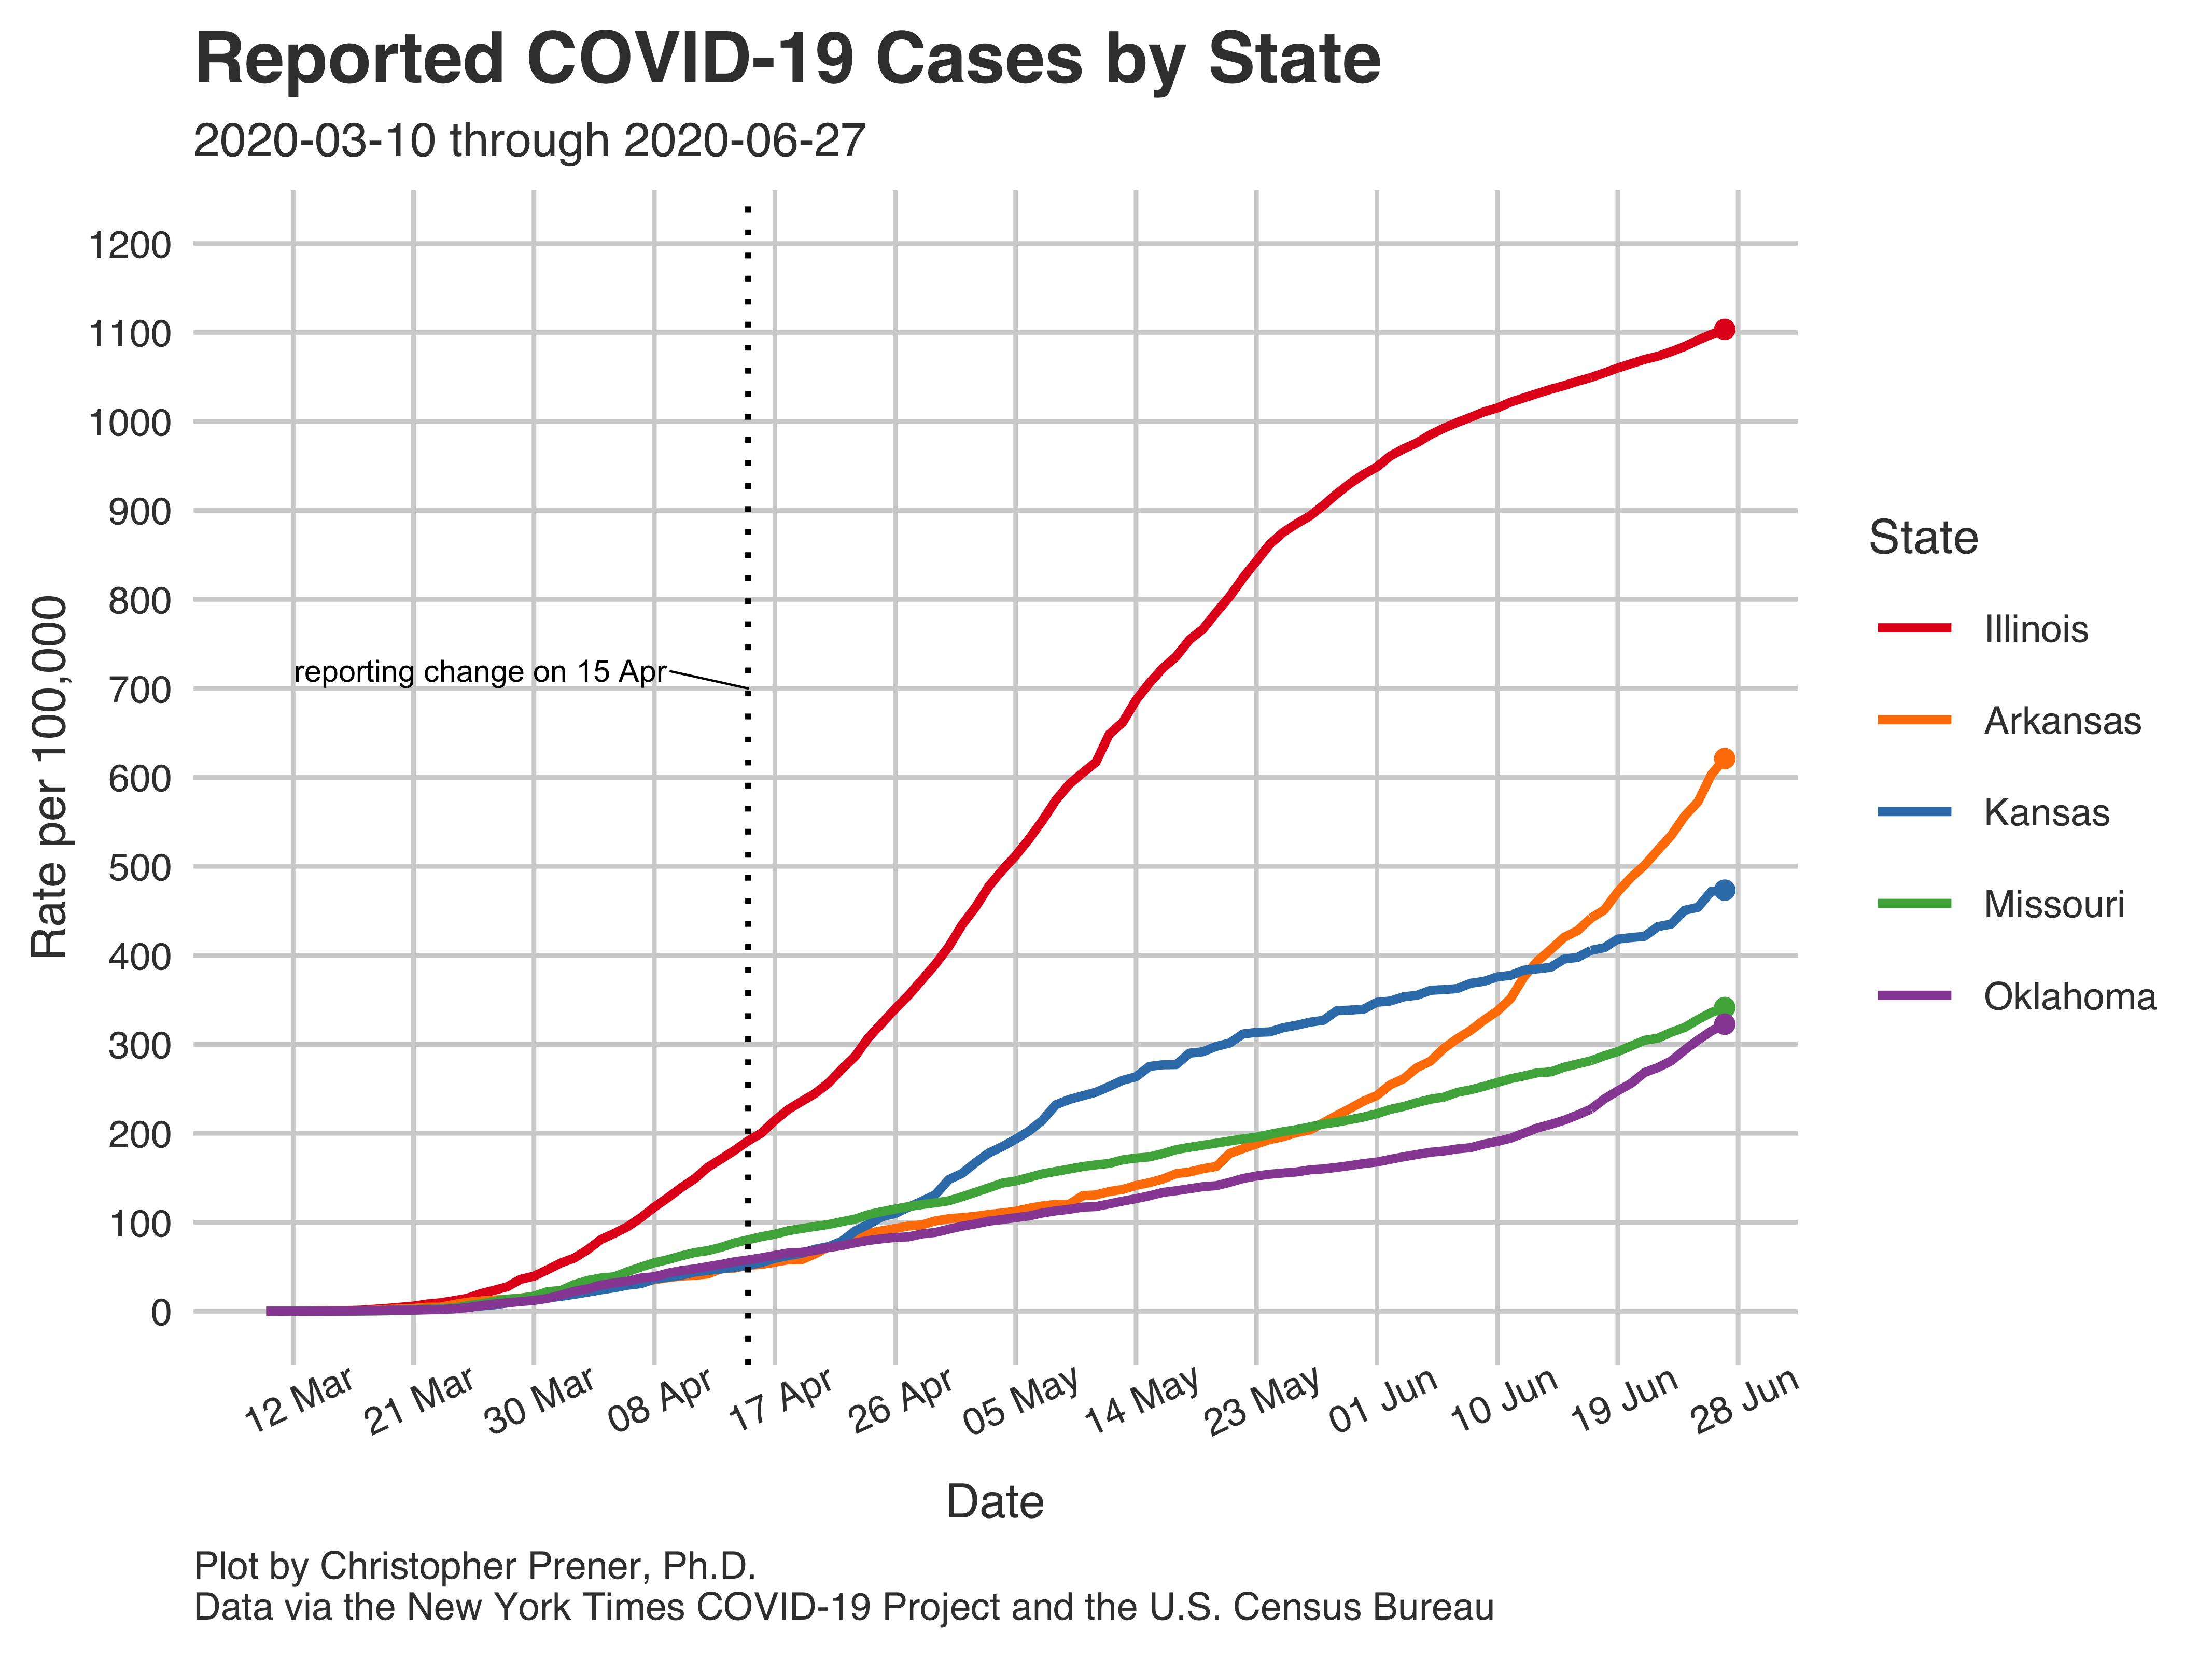 Reported COVID-19 Cases by State
2020-03-10 through 2020-06-27
Rate per 100,000
1200
1100
1000
900
800
700
600
500
400
300
200
100
0
reporting change on 15 Apr
12 Mar
21 Mar
30 Mar
08 Apr
17 Apr
26 Apr
05 May
14 May
23 May
01 Jun
10 Jun
19 Jun
28 Jun
Date
State
Illinois
Arkansas
Kansas
Missouri
Oklahoma
Plot by Christopher Prener, Ph.D.
Data via the New York Times COVID-19 Project and the U.S. Census Bureau